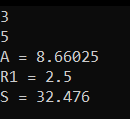 3
5
A = 8.66025
R1 = 2.5
S = 32.476